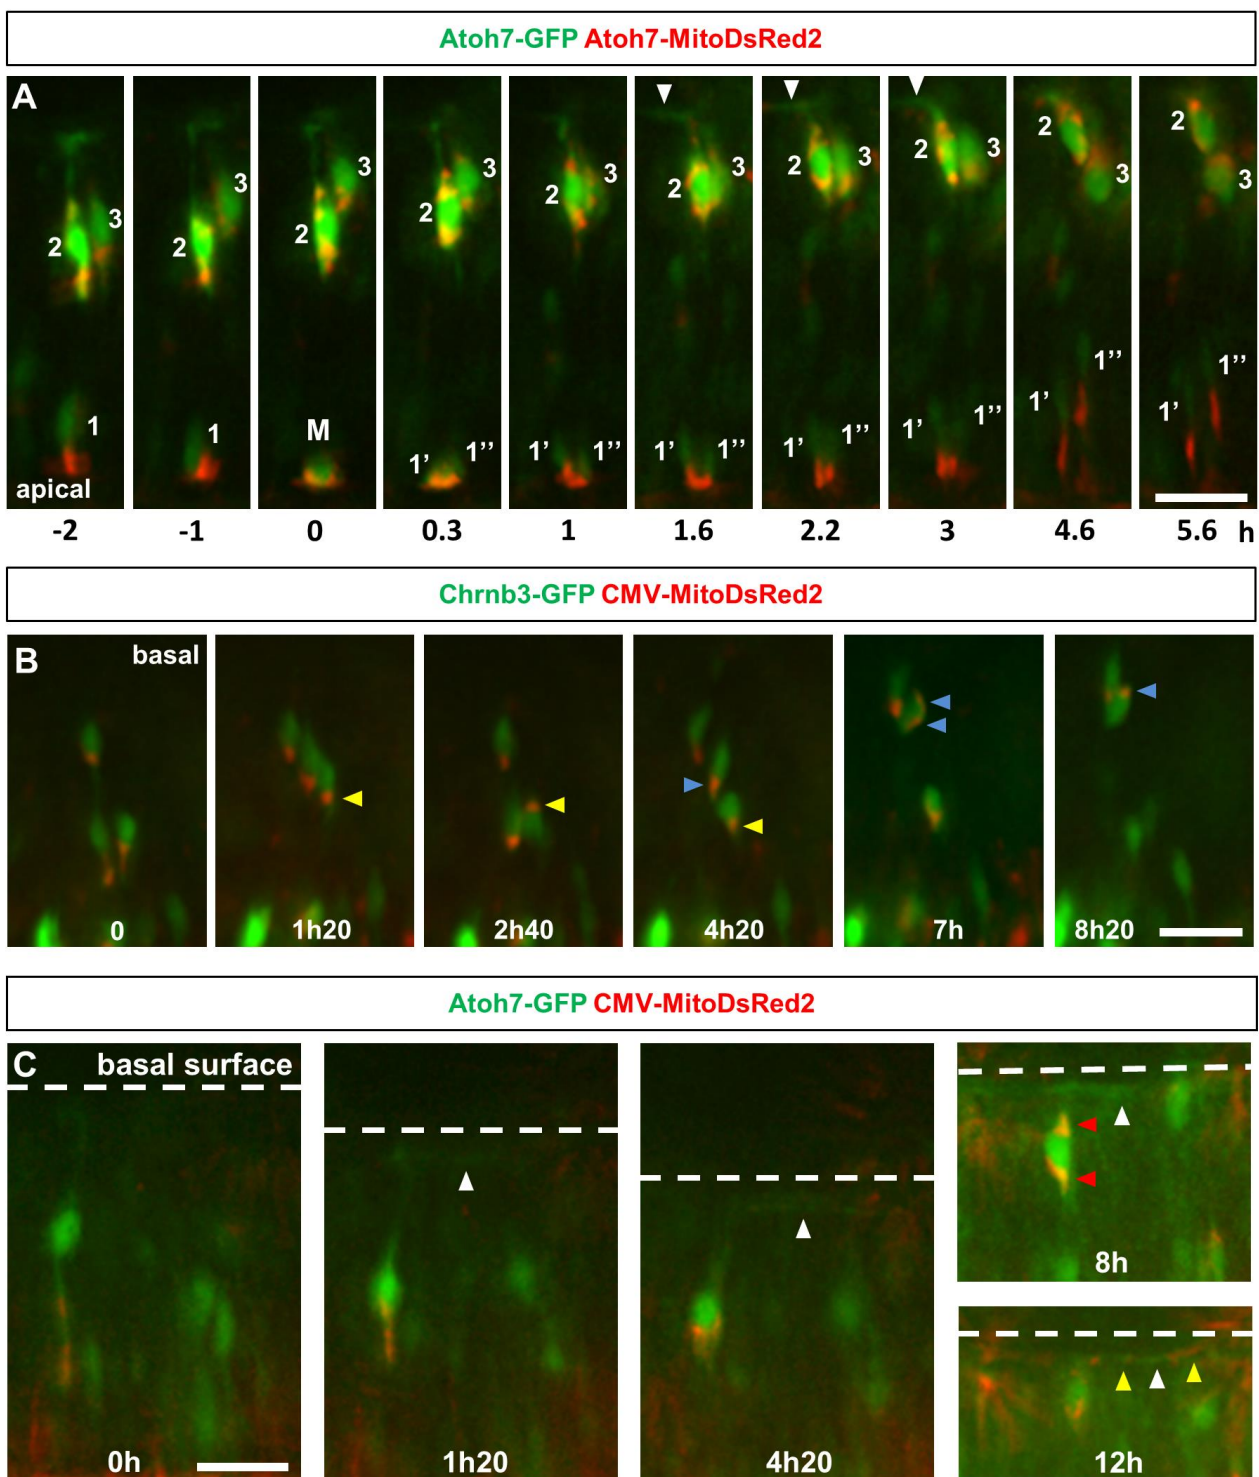 Atoh7-GFP Atoh7-MitoDsRed2
A
2 3 2 3 2 3 2 3 2 3 2 3 2 3 2 3 2 3 2 3
1 1 M 1’ 1’’ 1’ 1’’ 1’ 1’’ 1’ 1’’ 1’ 1’’ 1’ 1’’ 1’ 1’’
apical
-2 -1 0 0.3 1 1.6 2.2 3 4.6 5.6 h
Chrnb3-GFP CMV-MitoDsRed2
B basal
0 1h20 2h40 4h20 7h 8h20
Atoh7-GFP CMV-MitoDsRed2
C basal surface
8h
0h 1h20 4h20 12h